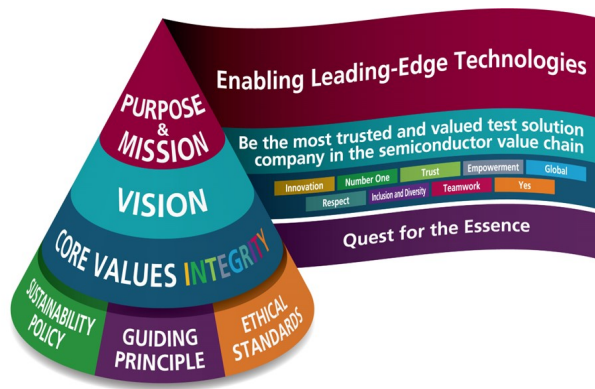 PURPOSE
&
MISSION
Enabling Leading-Edge Technologies
VISION
Be the most trusted and valued test solution
company in the semiconductor value chain
CORE VALUES INTEGRITY
Innovation
Number One
Trust
Empowerment
Global
Respect
Inclusion and Diversity
Teamwork
Yes
SUSTAINABILITY
POLICY
GUIDING
PRINCIPLE
ETHICAL
STANDARDS
Quest for the Essence